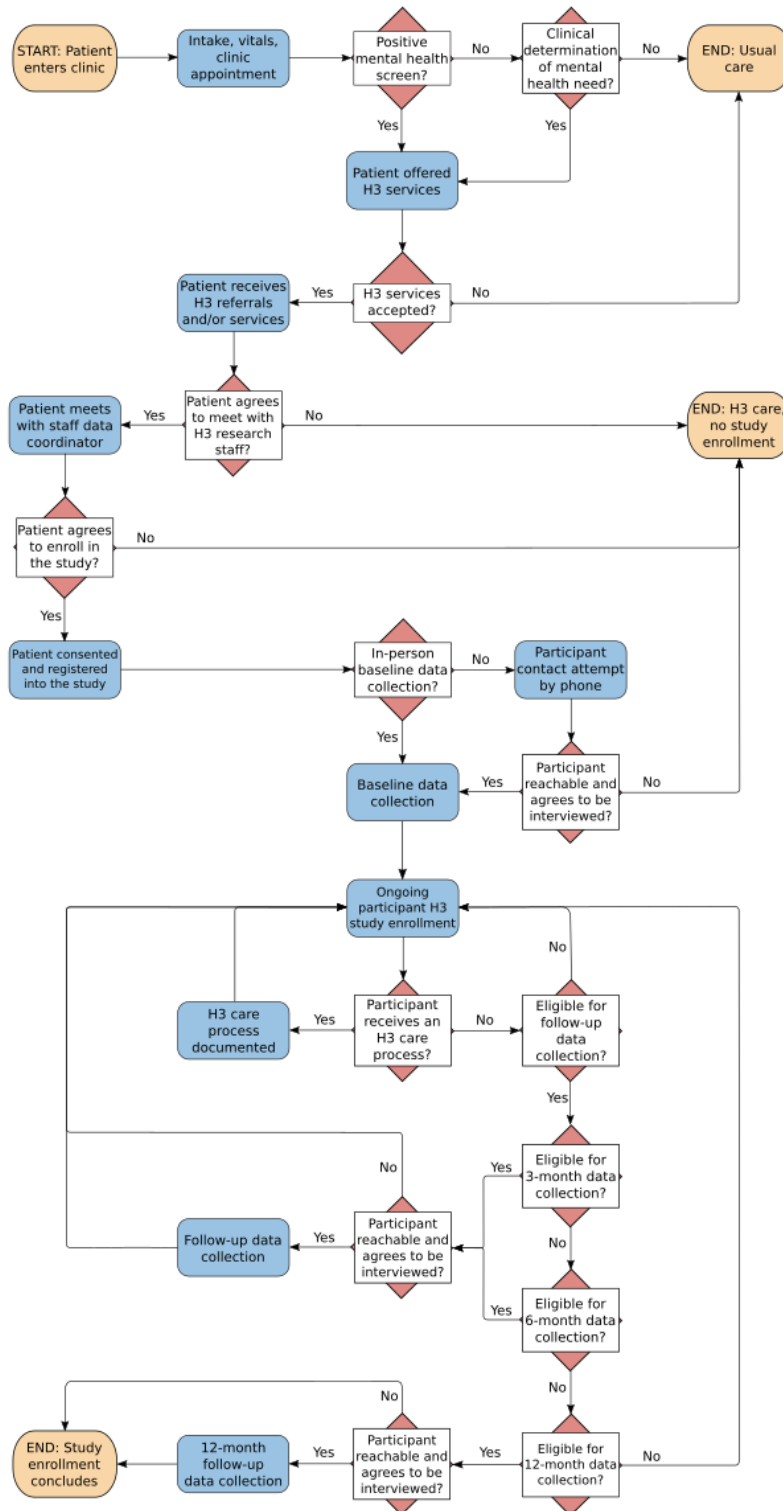 START: Patient
enters clinic
Intake, vitals,
clinic
appointment
Positive
mental health
screen?
No
Clinical
determination
of mental
health need?
No
END: Usual
care
Yes
Yes
Patient offered
H3 services
Patient receives
H3 referrals
and/or services
Yes
H3 services
accepted?
No
Patient meets
with staff data
coordinator
Yes
Patient agrees
to meet with
H3 research
staff?
No
END: H3 care,
no study
enrollment
Patient agrees
to enroll in
the study?
No
Yes
Patient consented
and registered
into the study
In-person
baseline data
collection?
No
Participant
contact attempt
by phone
Yes
Baseline data
collection
Yes
Participant
reachable and
agrees to be
interviewed?
No
Ongoing
participant H3
study enrollment
No
H3 care
process
documented
Yes
Participant
receives an
H3 care
process?
No
Eligible for
follow-up
data
collection?
Yes
Eligible for
3-month data
collection?
Yes
No
No
Follow-up data
collection
Yes
Participant
reachable and
agrees to be
interviewed?
Yes
Eligible for
6-month data
collection?
No
No
END: Study
enrollment
concludes
12-month
follow-up
data collection
Yes
Participant
reachable and
agrees to be
interviewed?
Yes
Eligible for
12-month data
collection?
No